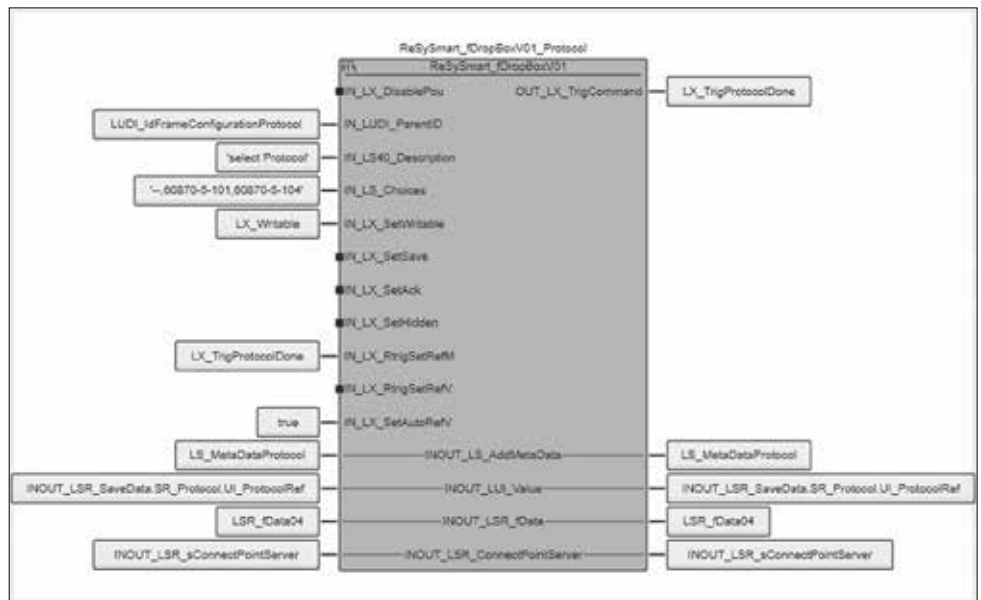 ReSySmart_fDropBoxV01_Protocol
ReSySmart_fDropBoxV01
IN_LX_DisablePou OUT_LX_TrigCommand LX_TrigProtocolDone
LUDI_IdFrameConfigurationProtocol IN_LUDI_ParentID
'select Protocol' IN_LS40_Description
'--,60870-5-101,60870-5-104' IN_LS_Choices
LX_Writable IN_LX_SetWritable
IN_LX_SetSave
IN_LX_SetAck
IN_LX_SetHidden
LX_TrigProtocolDone IN_LX_RtrigSetRefM
IN_LX_RtrigSetRefV
true IN_LX_SetAutoRefV
LS_MetaDataProtocol INOUT_LS_AddMetaData LS_MetaDataProtocol
INOUT_LSR_SaveData.SR_Protocol.UI_ProtocolRef INOUT_LUI_Value INOUT_LSR_SaveData.SR_Protocol.UI_ProtocolRef
LSR_fData04 INOUT_LSR_fData LSR_fData04
INOUT_LSR_sConnectPointServer INOUT_LSR_ConnectPointServer INOUT_LSR_sConnectPointServer